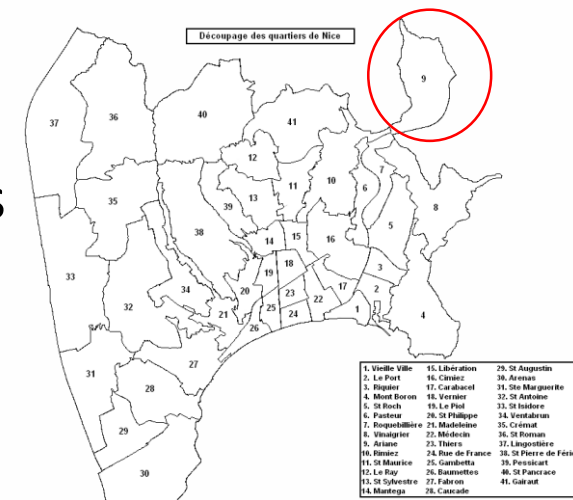 Découpage des quartiers de Nice
9
37
36
40
41
12
7
10
6
11
13
35
39
8
5
38
15
14
16
18
3
19
33
34
20
2
23
17
22
32
25
21
24
1
4
26
27
31
28
29
30
s
1. Vieille Ville 15. Libération 29. St Augustin
2. Le Port 16. Cimiez 30. Arenas
3. Riquier 17. Carabacel 31. Ste Marguerite
4. Mont Boron 18. Vernier 32. St Antoine
5. St Roch 19. Le Piol 33. St Isidore
6. Pasteur 20. St Philippe 34. Ventabrun
7. Roquebillière 21. Madeleine 35. Crémat
8. Vinaigrier 22. Médecin 36. St Roman
9. Ariane 23. Thiers 37. Lingostière
10. Rimiez 24. Rue de France 38. St Pierre de Féric
11. St Maurice 25. Gambetta 39. Pessicart
12. Le Ray 26. Baumettes 40. St Pancrace
13. St Sylvestre 27. Fabron 41. Gairaut
14. Mantega 28. Caucade